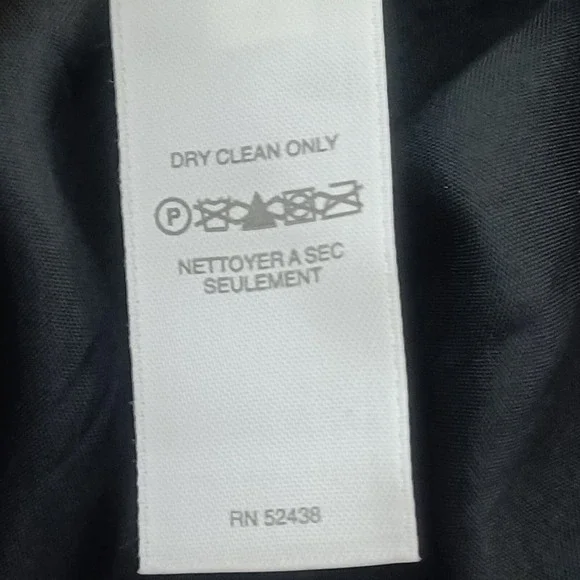 DRY CLEAN ONLY
P
NETTOYER A SEC
SEULEMENT
RN 52438